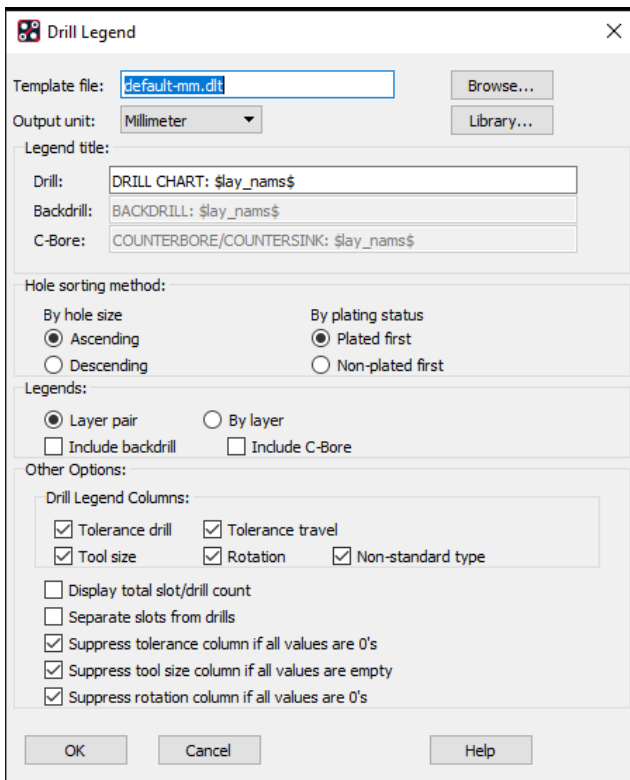 Drill Legend
Template file: default-mm.dlt Browse...
Output unit: Millimeter Library...
Legend title:
Drill: DRILL CHART: $lay_nams$
Backdrill: BACKDRILL: $lay_nams$
C-Bore: COUNTERBORE/COUNTERSINK: $lay_nams$
Hole sorting method:
By hole size By plating status
Ascending Plated first
Descending Non-plated first
Legends:
Layer pair By layer
Include backdrill Include C-Bore
Other Options:
Drill Legend Columns:
Tolerance drill Tolerance travel
Tool size Rotation Non-standard type
Display total slot/drill count
Separate slots from drills
Suppress tolerance column if all values are 0's
Suppress tool size column if all values are empty
Suppress rotation column if all values are 0's
OK Cancel Help